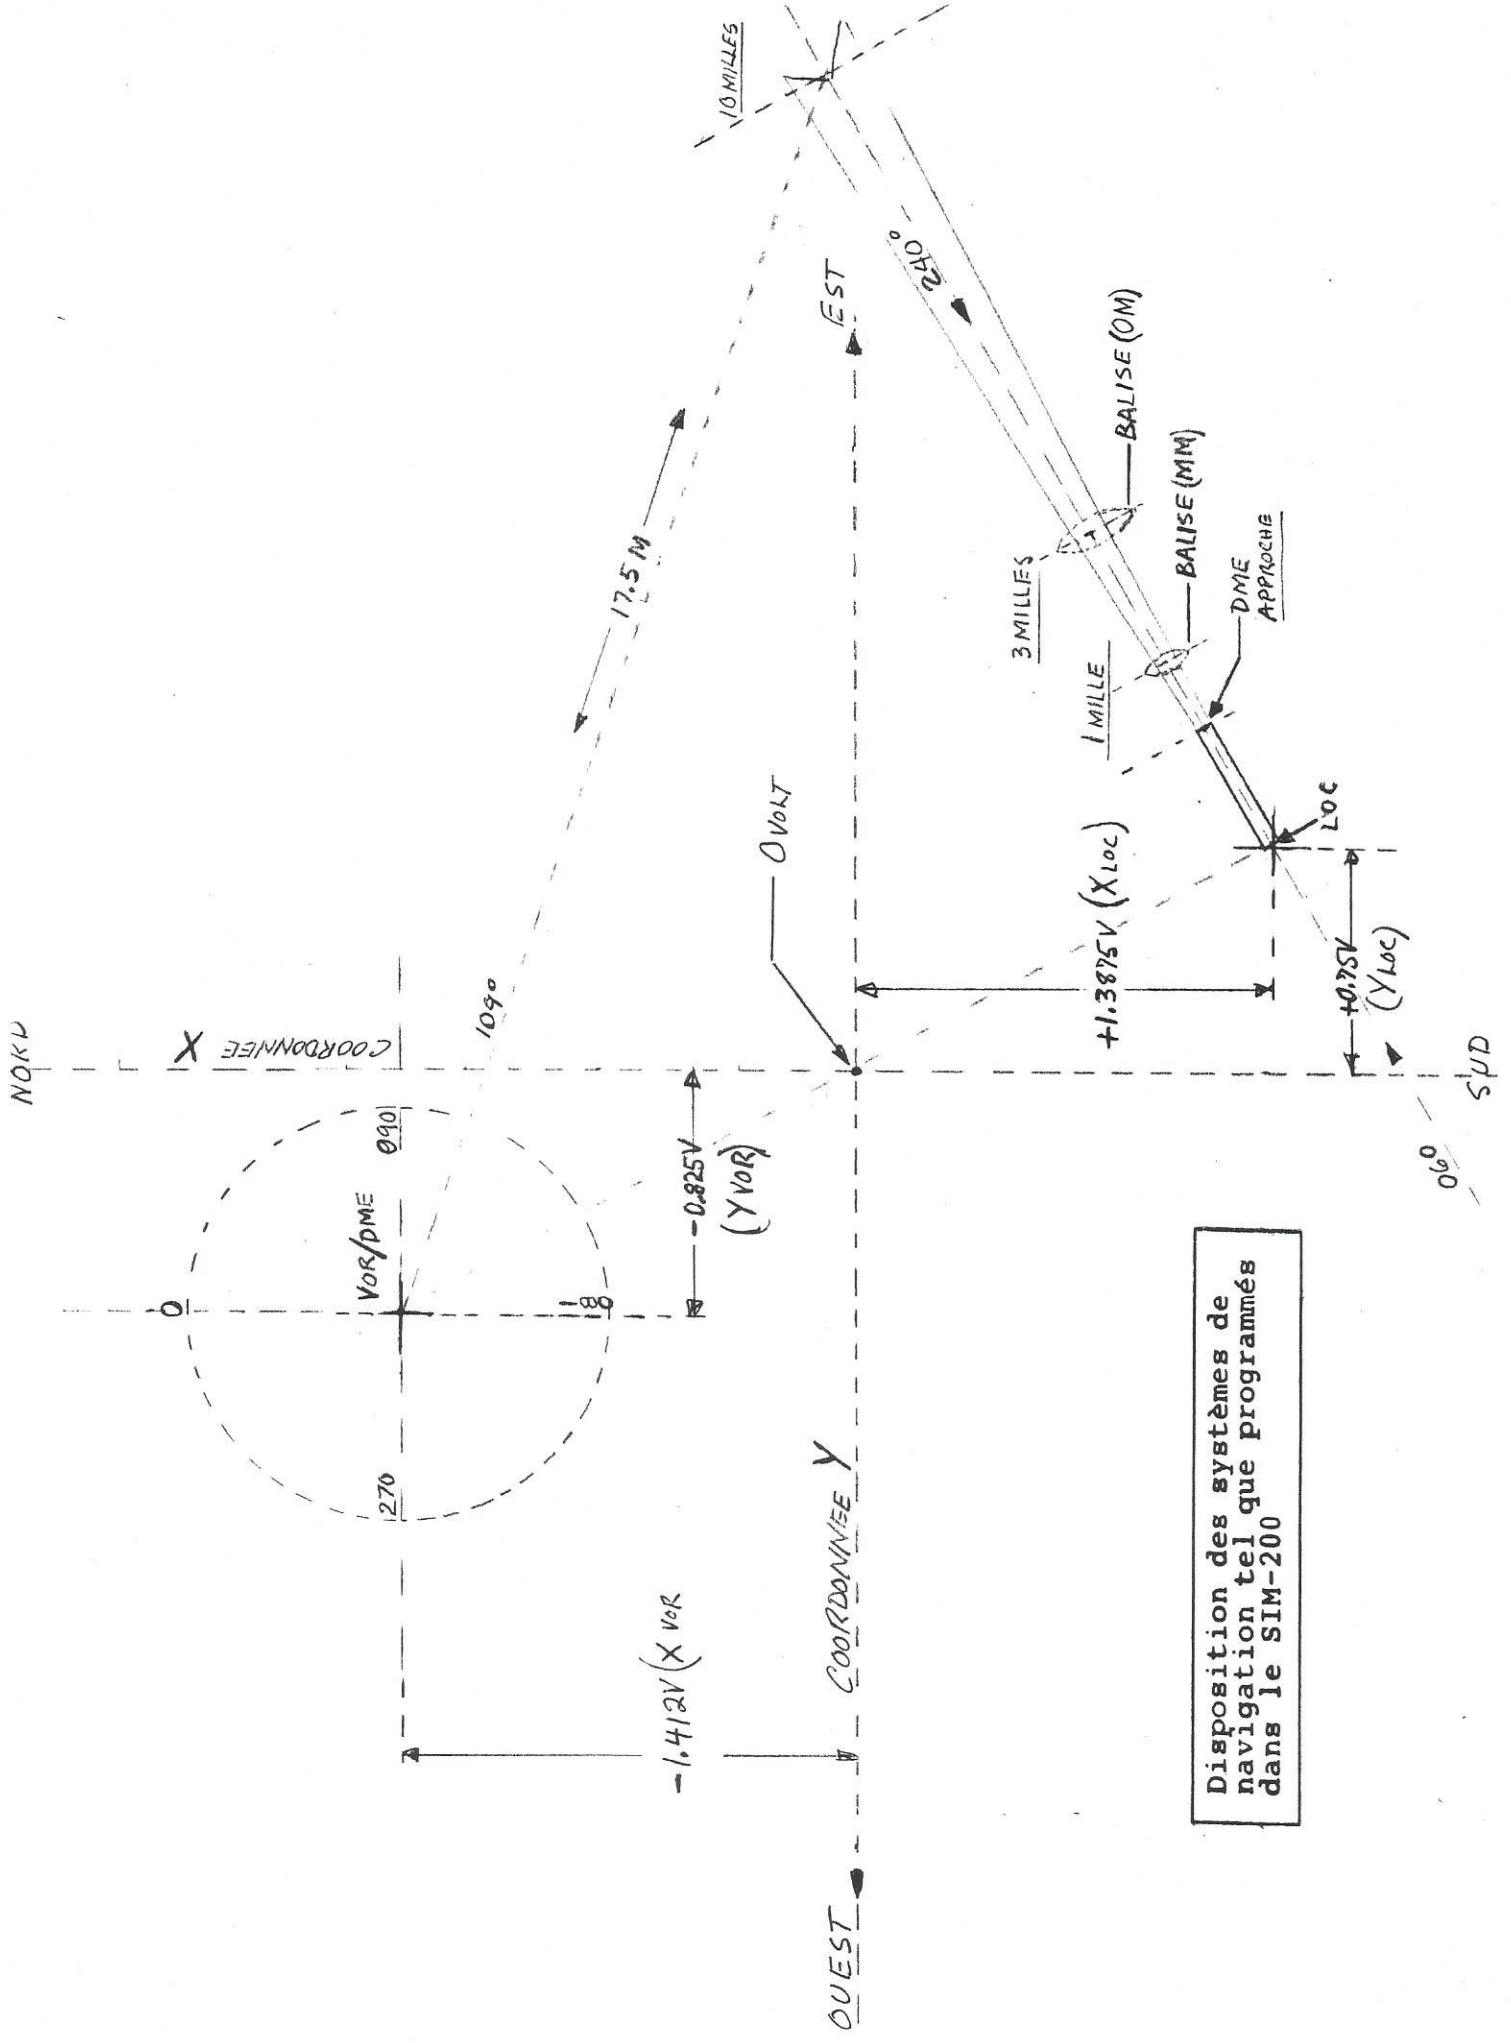 NORD
COORDONNEE X
0
090
180
270
VOR/DME
109°
17.5 M
10 MILLES
-0.825V
(YVOR)
-1.412V (X VOR
0 VOLT
OUEST
COORDONNEE Y
EST
240°
3 MILLES
BALISE (OM)
1 MILLE
BALISE (MM)
DME
APPROCHE
+1.3875V (XLOC)
LOC
+0.75V
(YLOC)
SUD
060
Disposition des systèmes de
navigation tel que programmés
dans le SIM-200